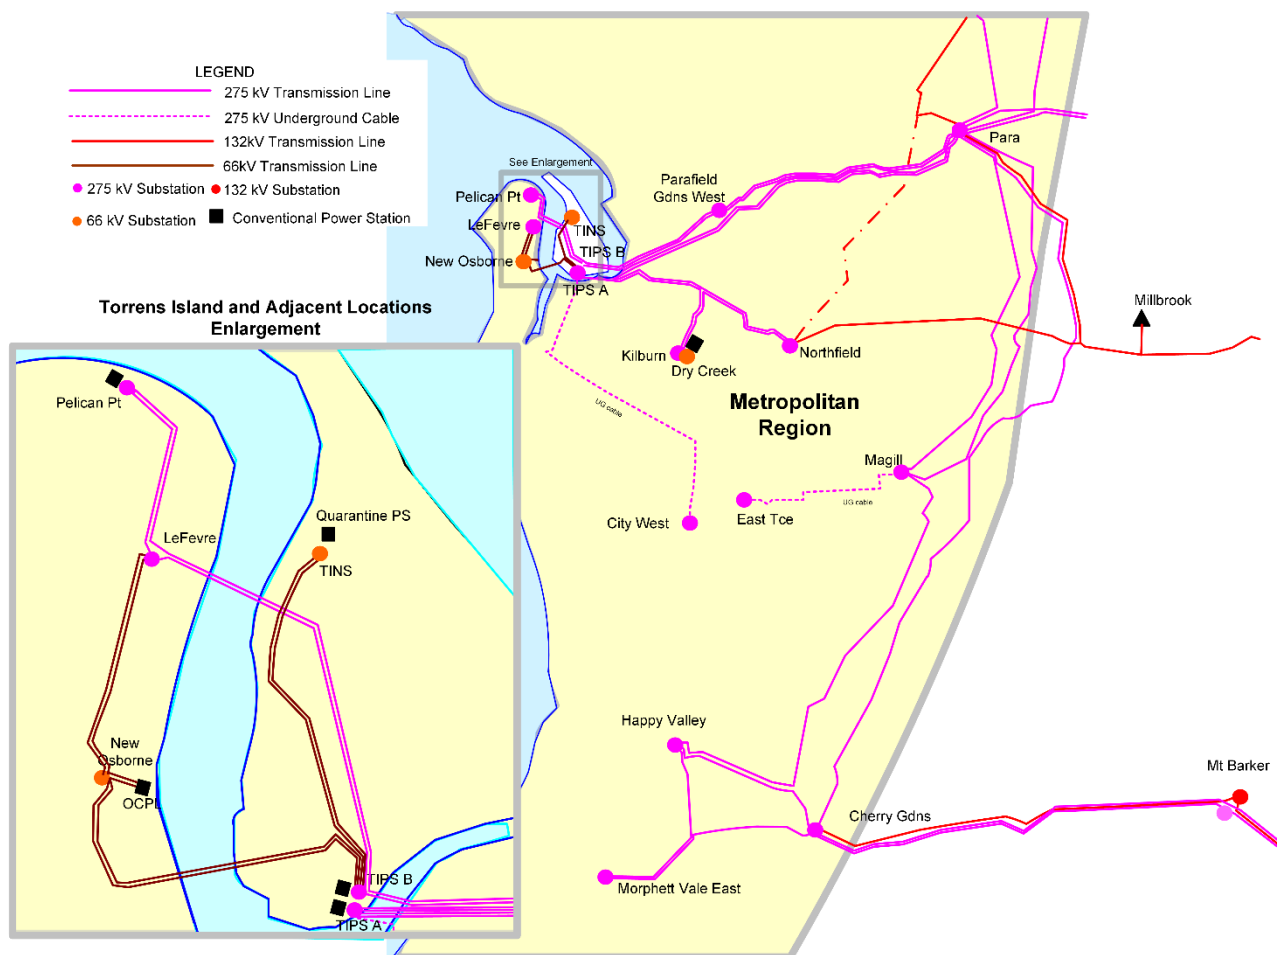 LEGEND
275 kV Transmission Line
275 kV Underground Cable
132kV Transmission Line
66kV Transmission Line
275 kV Substation
132 kV Substation
66 kV Substation
Conventional Power Station
See Enlargement
Pelican Pt
LeFevre
TINS
New Osborne
TIPS B
TIPS A
Parafield
Gdns West
Para
Millbrook
Kilburn
Dry Creek
Northfield
UG cable
Metropolitan
Region
Magill
UG cable
City West
East Tce
Happy Valley
Cherry Gdns
Mt Barker
Morphett Vale East
Torrens Island and Adjacent Locations
Enlargement
Pelican Pt
Quarantine PS
LeFevre
TINS
New
Osborne
OCPL
TIPS B
TIPS A